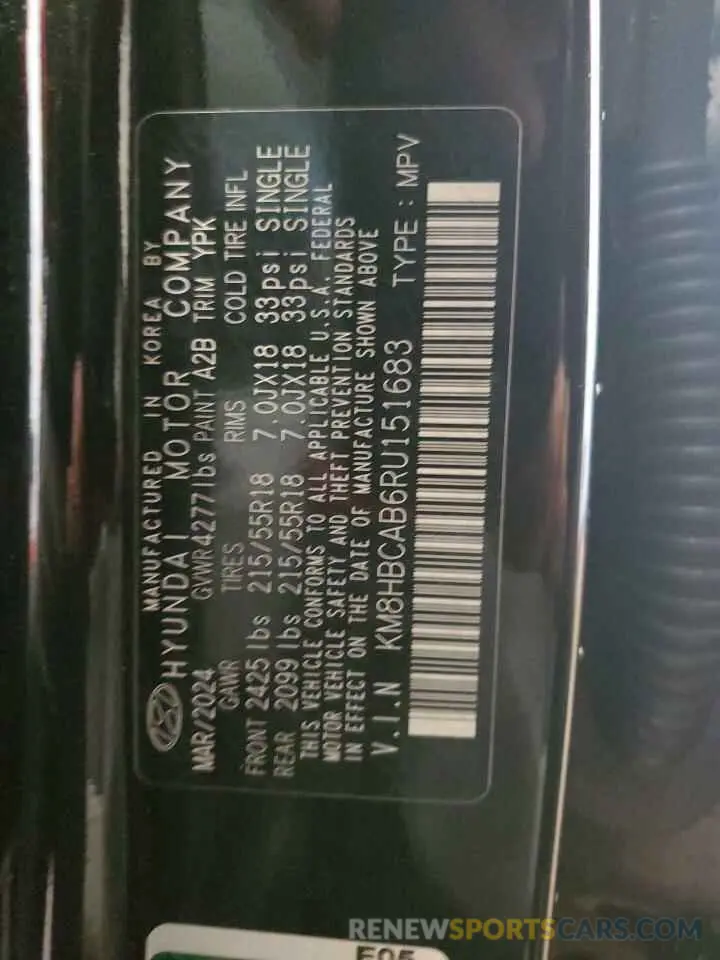 MANUFACTURED IN KOREA BY
HYUNDAI MOTOR COMPANY
MAR/2024 GVWR4277lbs PAINT A2B TRIM YPK
GAWR TIRES RIMS COLD TIRE INFL
FRONT 2425 lbs 215/55R18 7.0JX18 33psi SINGLE
REAR 2099 lbs 215/55R18 7.0JX18 33psi SINGLE
THIS VEHICLE CONFORMS TO ALL APPLICABLE U.S.A. FEDERAL
MOTOR VEHICLE SAFETY AND THEFT PREVENTION STANDARDS
IN EFFECT ON THE DATE OF MANUFACTURE SHOWN ABOVE
V.I.N KM8HBCAB6RU151683 TYPE : MPV
RENEWSPORTSCARS.COM